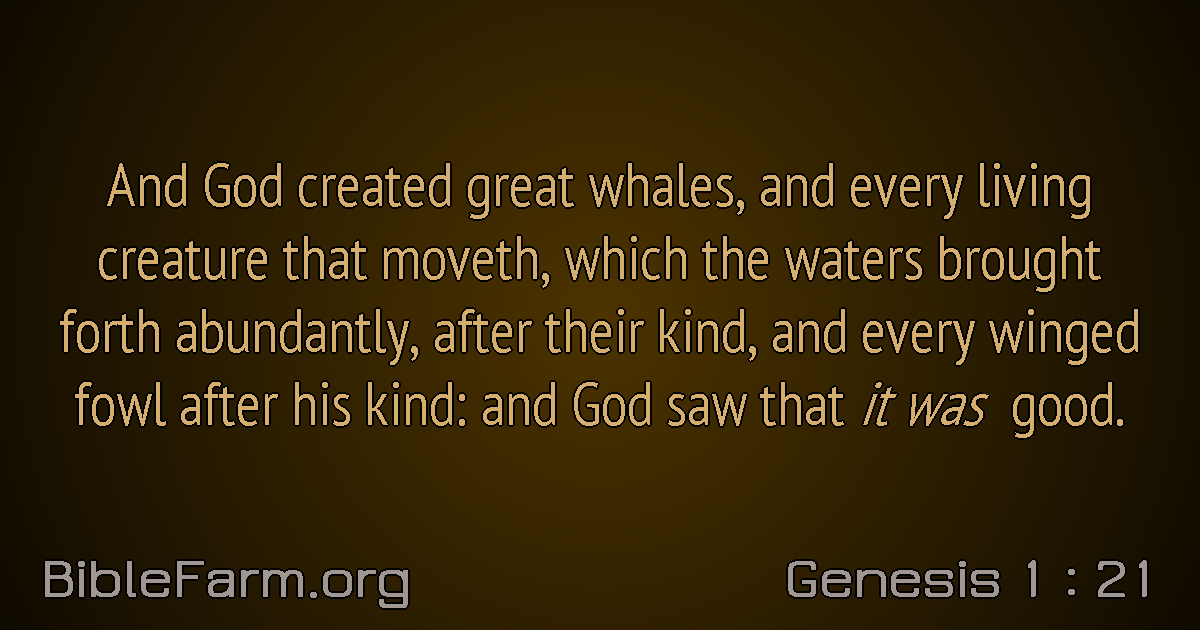 And God created great whales, and every living
creature that moveth, which the waters brought
forth abundantly, after their kind, and every winged
fowl after his kind: and God saw that it was good.
BibleFarm.org
Genesis 1 : 21